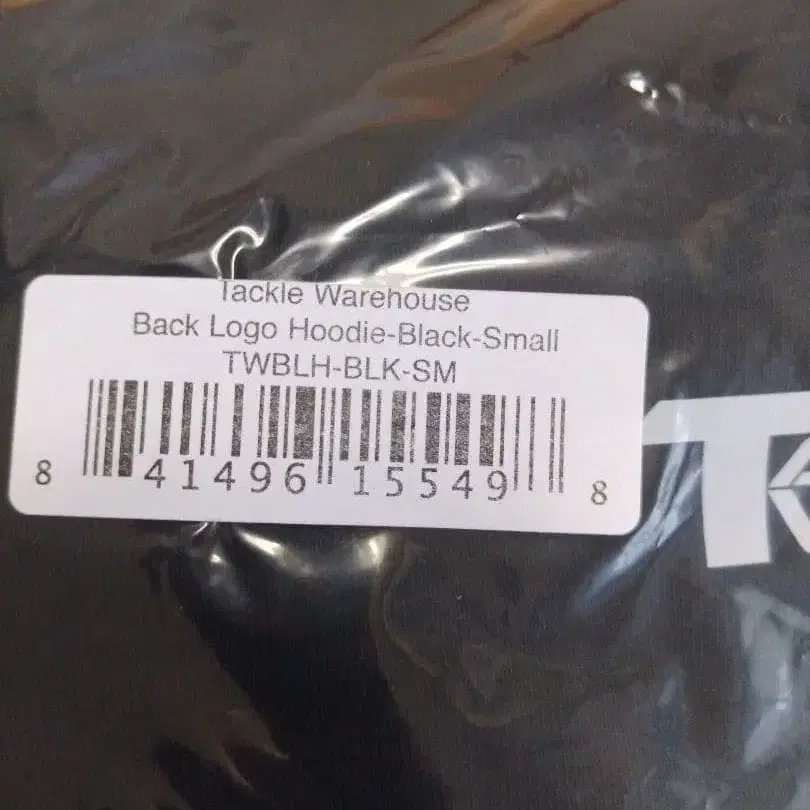 Tackle Warehouse
Back Logo Hoodie-Black-Small
TWBLH-BLK-SM
8 41496 15549 8
T